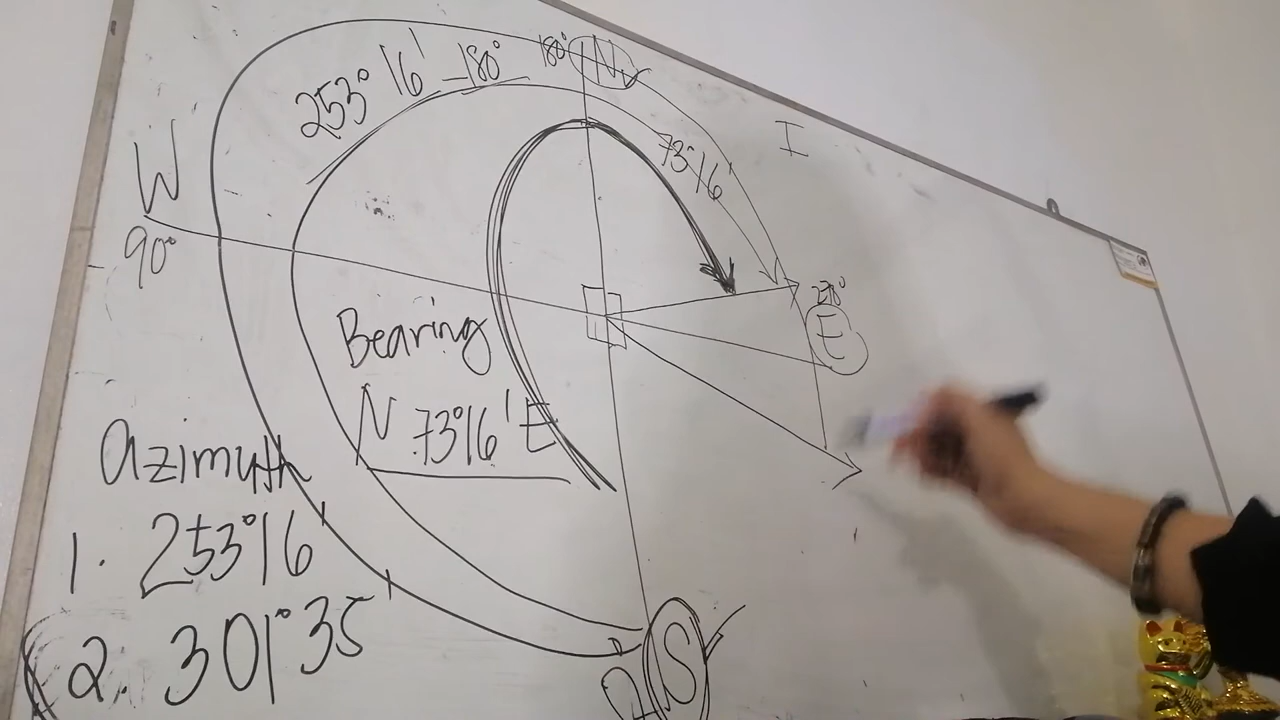 253°16' -180°
180° N
I
73°16'
W
90°
270°
E
Bearing
N 73°16'E
azimuth
1. 253°16'
2. 301°35'
S